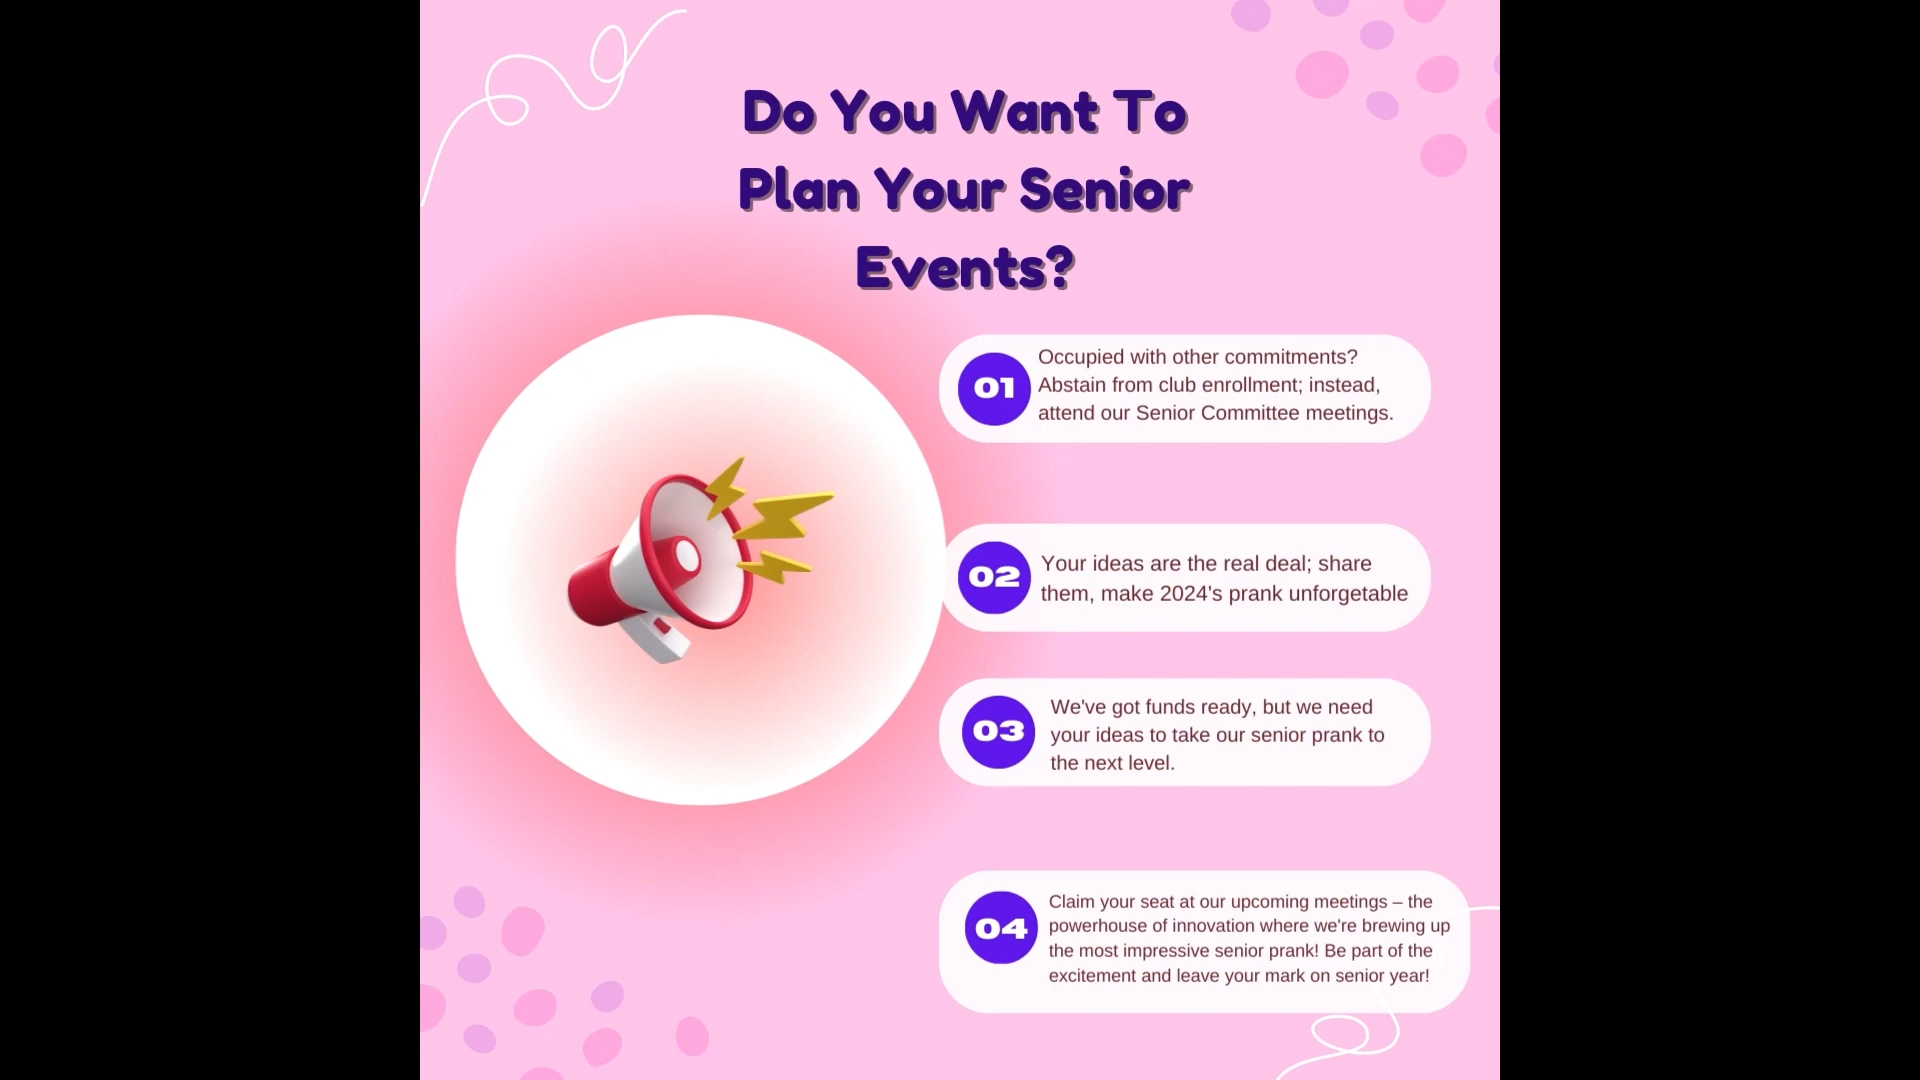 Do You Want To
Plan Your Senior
Events?
01
Occupied with other commitments?
Abstain from club enrollment; instead,
attend our Senior Committee meetings.
02
Your ideas are the real deal; share
them, make 2024's prank unforgetable
03
We've got funds ready, but we need
your ideas to take our senior prank to
the next level.
04
Claim your seat at our upcoming meetings – the
powerhouse of innovation where we're brewing up
the most impressive senior prank! Be part of the
excitement and leave your mark on senior year!